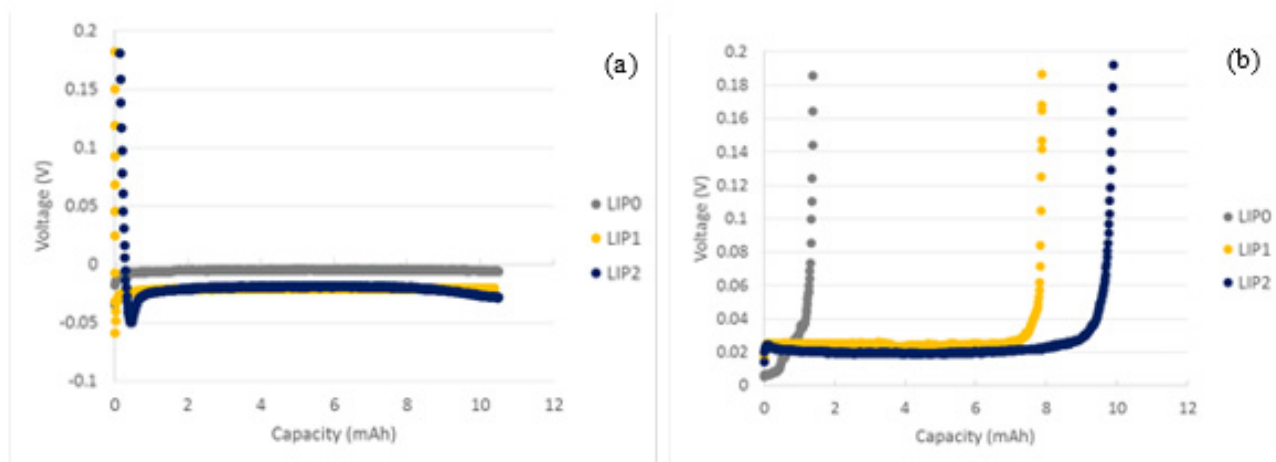 (a)
0.2
0.15
0.1
0.05
0
-0.05
-0.1
Voltage (V)
0 2 4 6 8 10 12
Capacity (mAh)
LIP0
LIP1
LIP2
(b)
0.2
0.18
0.16
0.14
0.12
0.1
0.08
0.06
0.04
0.02
0
Voltage (V)
0 2 4 6 8 10 12
Capacity (mAh)
LIP0
LIP1
LIP2